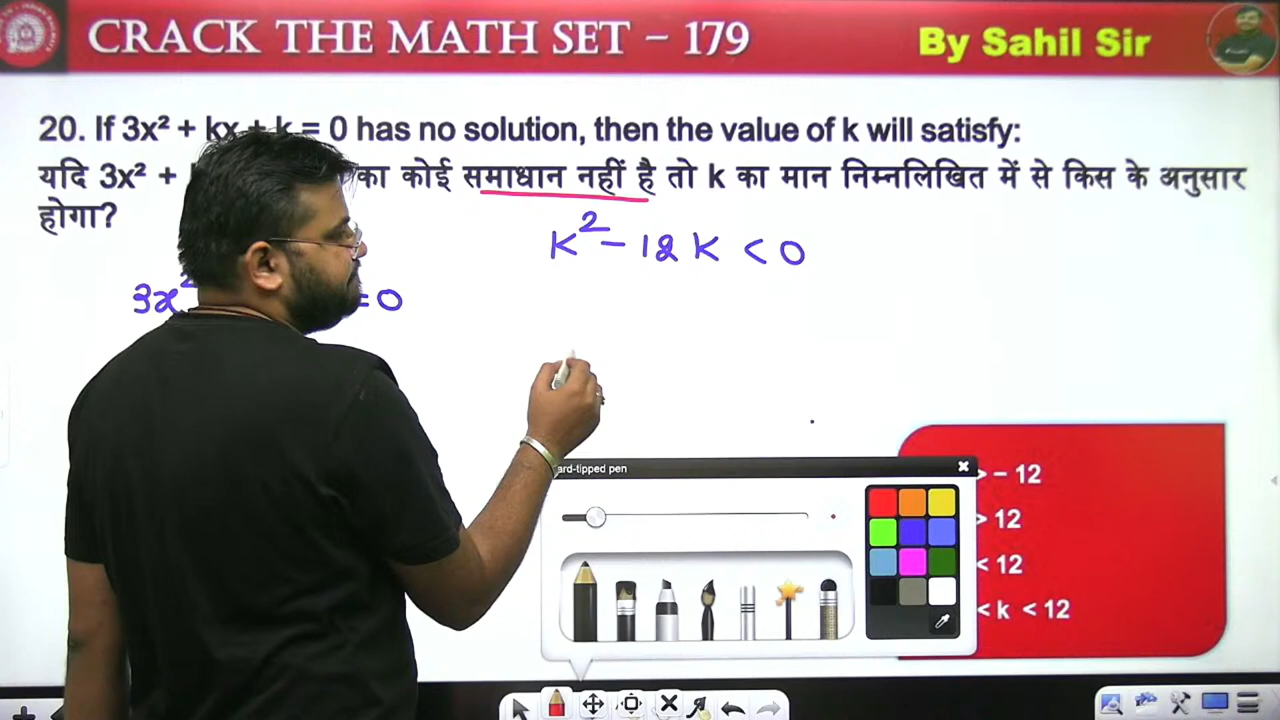 CRACK THE MATH SET – 179
By Sahil Sir
20. If 3x² + kx + k = 0 has no solution, then the value of k will satisfy:
यदि 3x² + का कोई समाधान नहीं है तो k का मान निम्नलिखित में से किस के अनुसार
होगा?
K² - 12 K < 0
3x² = 0
ard-tipped pen
> – 12
> 12
< 12
< k < 12